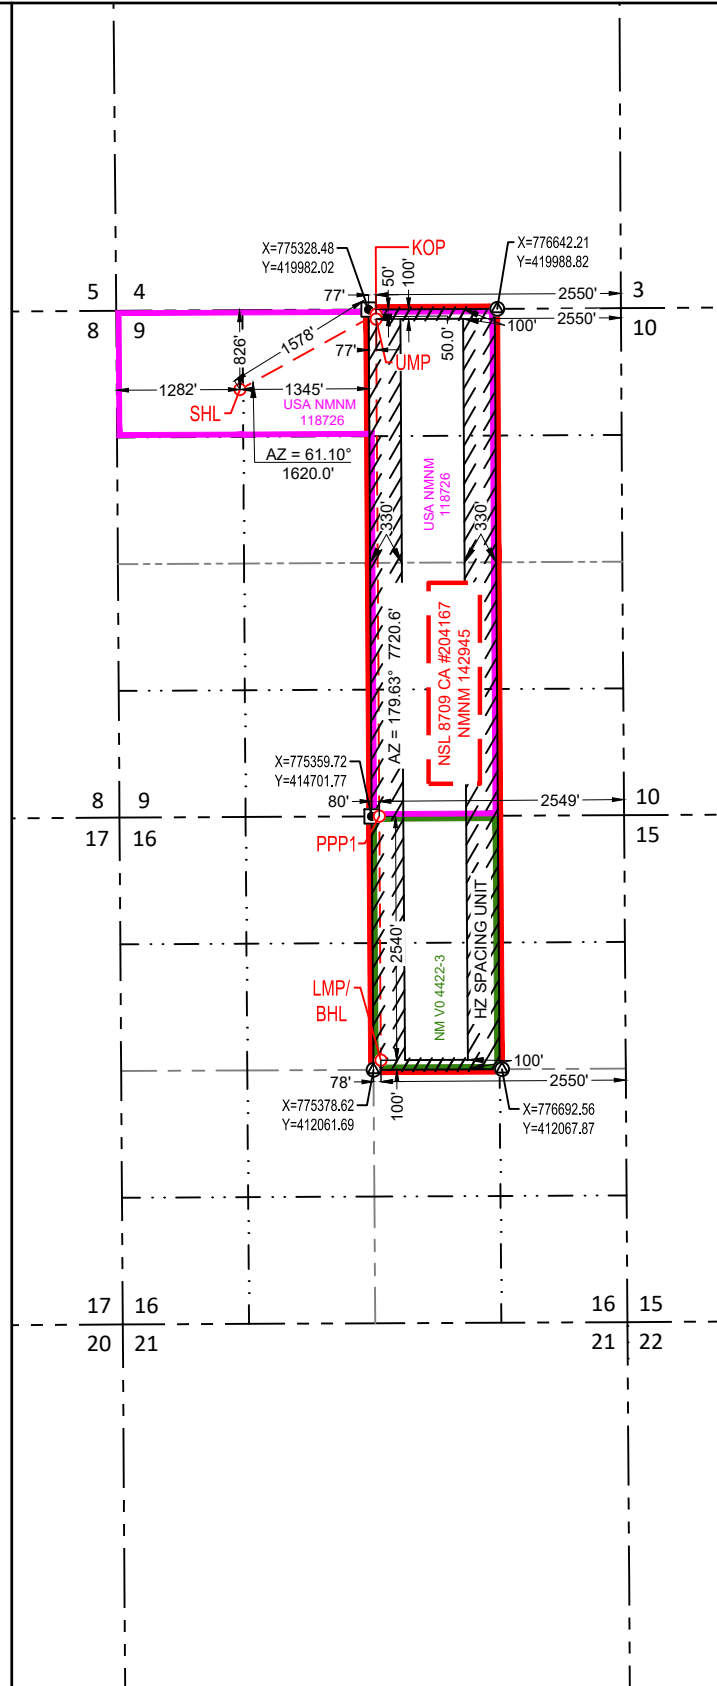 X=775328.48
Y=419982.02
KOP
X=776642.21
Y=419988.82
50'
100'
77'
2550'
5 4
3
8 9
10
2550'
100'
50.0'
1578'
826'
77'
UMP
1282'
1345'
SHL
USA NMNM
118726
AZ = 61.10°
1620.0'
USA NMNM
118726
330'
330'
AZ = 179.63° 7720.6'
NSL 8709 CA #204167
NMNM 142945
X=775359.72
Y=414701.77
80'
2549'
8 9
10
17 16
15
PPP1
2540'
NM V0 4422-3
HZ SPACING UNIT
LMP/
BHL
100'
78'
2550'
100'
X=775378.62
Y=412061.69
X=776692.56
Y=412067.87
17 16
16 15
20 21
21 22